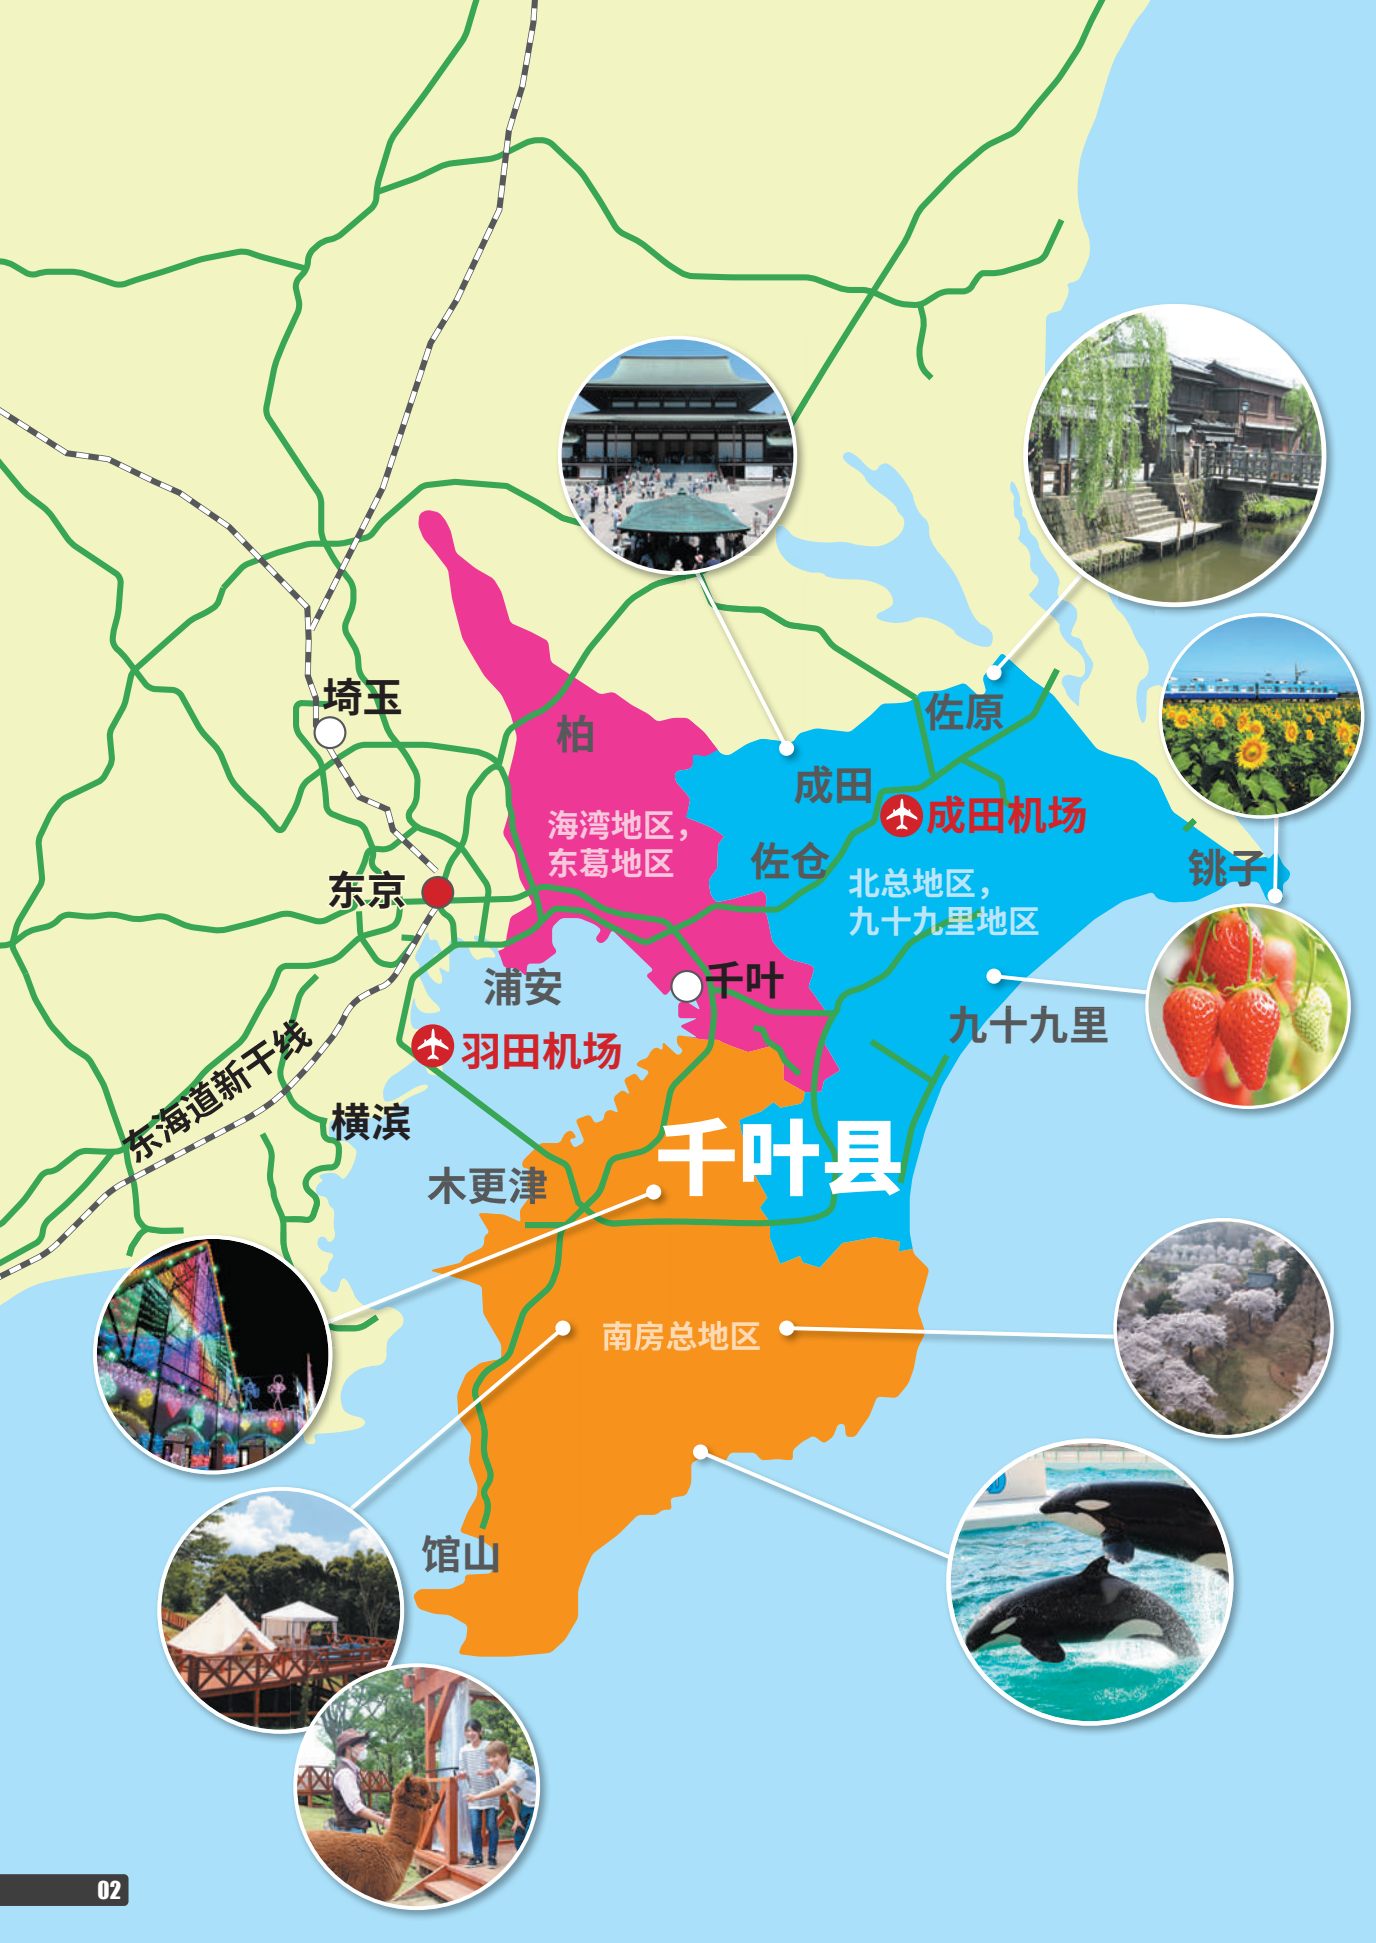 埼玉
柏
佐原
成田
成田机场
海湾地区，
东葛地区
佐仓
北总地区，
九十九里地区
铫子
东京
浦安
千叶
九十九里
羽田机场
东海道新干线
横滨
千叶县
木更津
南房总地区
馆山
02